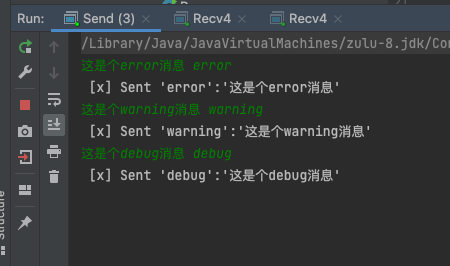 Run: Send (3) Recv4 Recv4
/Library/Java/JavaVirtualMachines/zulu-8.jdk/Con
这是个error消息 error
[x] Sent 'error':'这是个error消息'
这是个warning消息 warning
[x] Sent 'warning':'这是个warning消息'
这是个debug消息 debug
[x] Sent 'debug':'这是个debug消息'
Structure